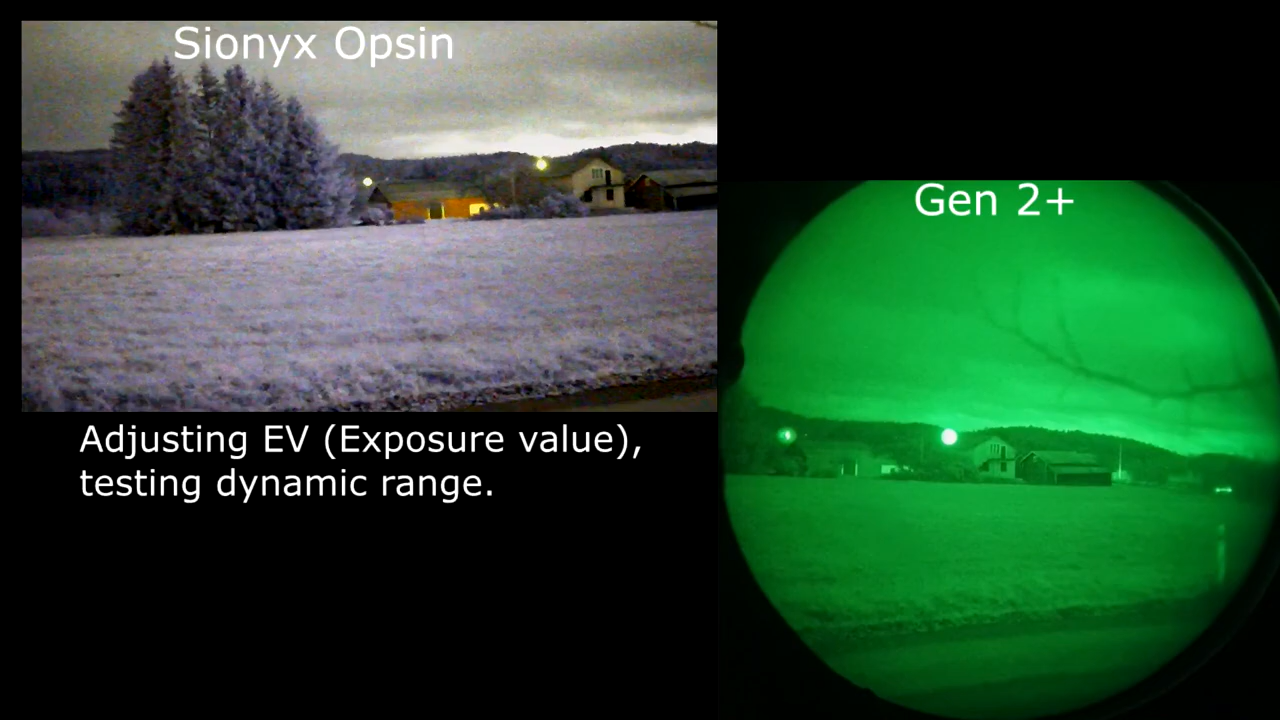 Sionyx Opsin
Gen 2+
Adjusting EV (Exposure value),
testing dynamic range.